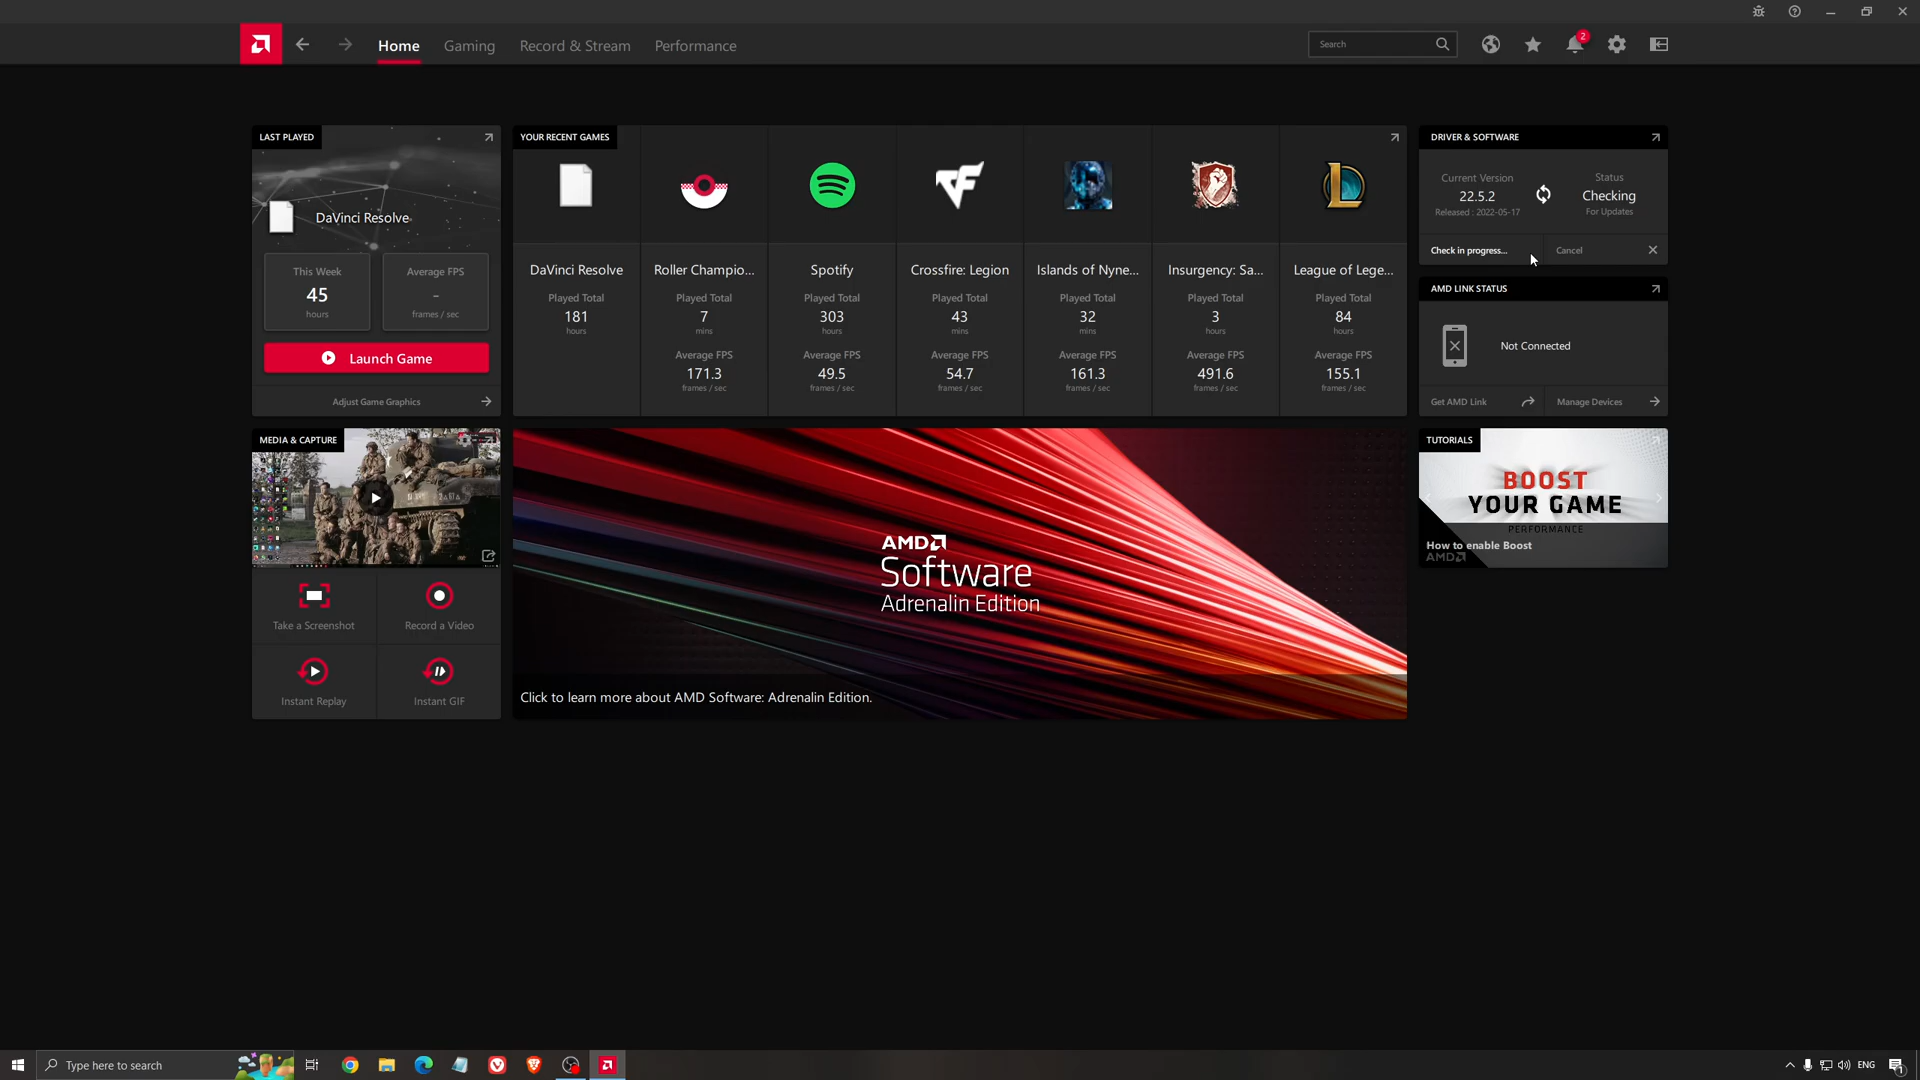 Home
Gaming
Record & Stream
Performance
Search
2
LAST PLAYED
DaVinci Resolve
This Week
45
hours
Average FPS
–
frames / sec
Launch Game
Adjust Game Graphics
YOUR RECENT GAMES
DaVinci Resolve
Played Total
181
hours
Roller Champio...
Played Total
7
mins
Average FPS
171.3
frames / sec
Spotify
Played Total
303
hours
Average FPS
49.5
frames / sec
Crossfire: Legion
Played Total
43
mins
Average FPS
54.7
frames / sec
Islands of Nyne...
Played Total
32
mins
Average FPS
161.3
frames / sec
Insurgency: Sa...
Played Total
3
hours
Average FPS
491.6
frames / sec
League of Lege...
Played Total
84
hours
Average FPS
155.1
frames / sec
DRIVER & SOFTWARE
Current Version
22.5.2
Released : 2022-05-17
Status
Checking
For Updates
Check in progress...
Cancel
AMD LINK STATUS
Not Connected
Get AMD Link
Manage Devices
MEDIA & CAPTURE
Take a Screenshot
Record a Video
Instant Replay
Instant GIF
AMD
Software
Adrenalin Edition
Click to learn more about AMD Software: Adrenalin Edition.
TUTORIALS
BOOST
YOUR GAME
PERFORMANCE
How to enable Boost
AMD
Type here to search
ENG
1